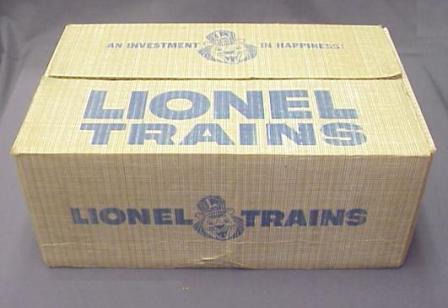 AN INVESTMENT IN HAPPINESS!
LIONEL
TRAINS
LIONEL TRAINS